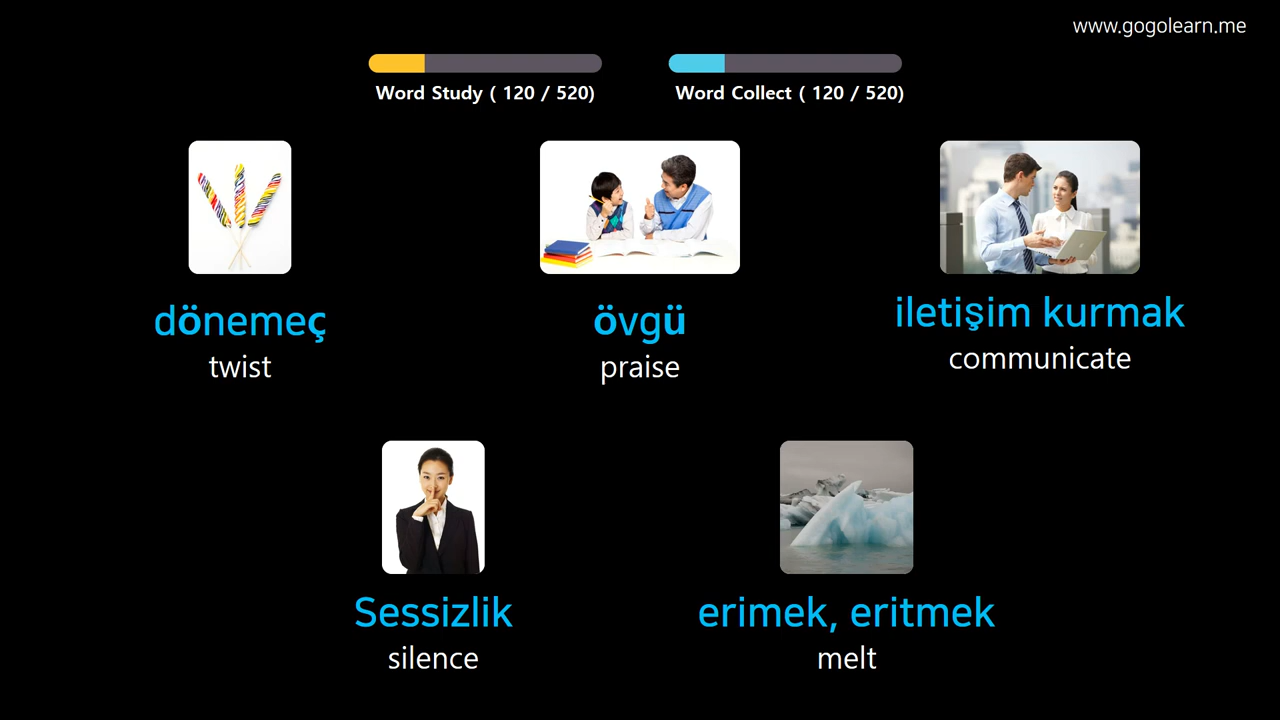 www.gogolearn.me
Word Study ( 120 / 520)
Word Collect ( 120 / 520)
dönemeç
twist
övgü
praise
iletişim kurmak
communicate
Sessizlik
silence
erimek, eritmek
melt